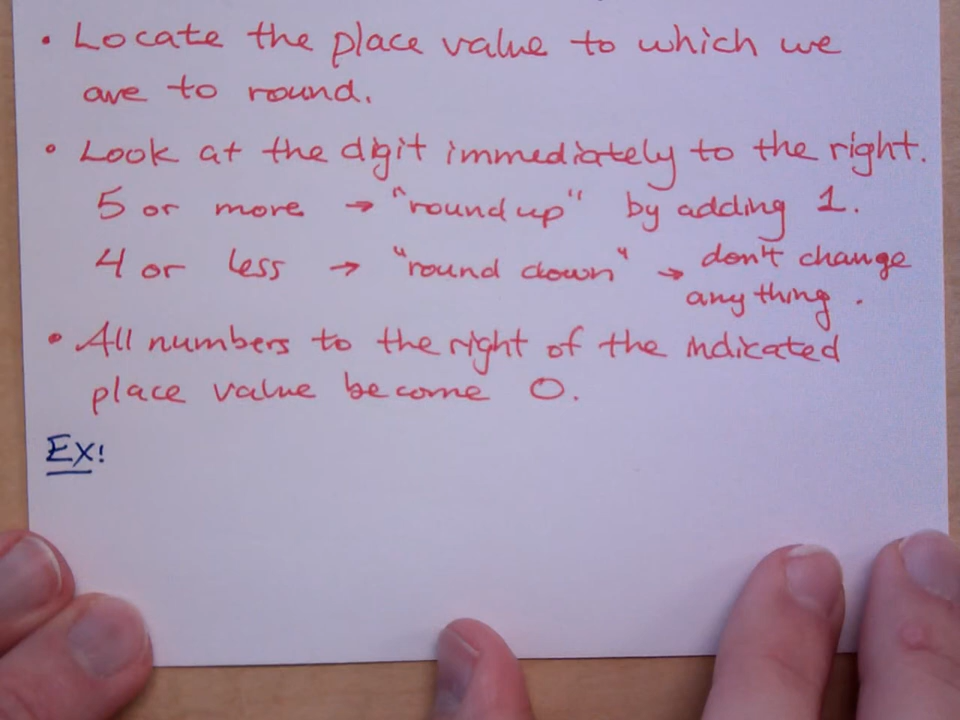 • Locate the place value to which we
are to round.
• Look at the digit immediately to the right.
5 or more → "round up" by adding 1.
4 or less → "round down" → don't change
anything.
• All numbers to the right of the indicated
place value become 0.
Ex: